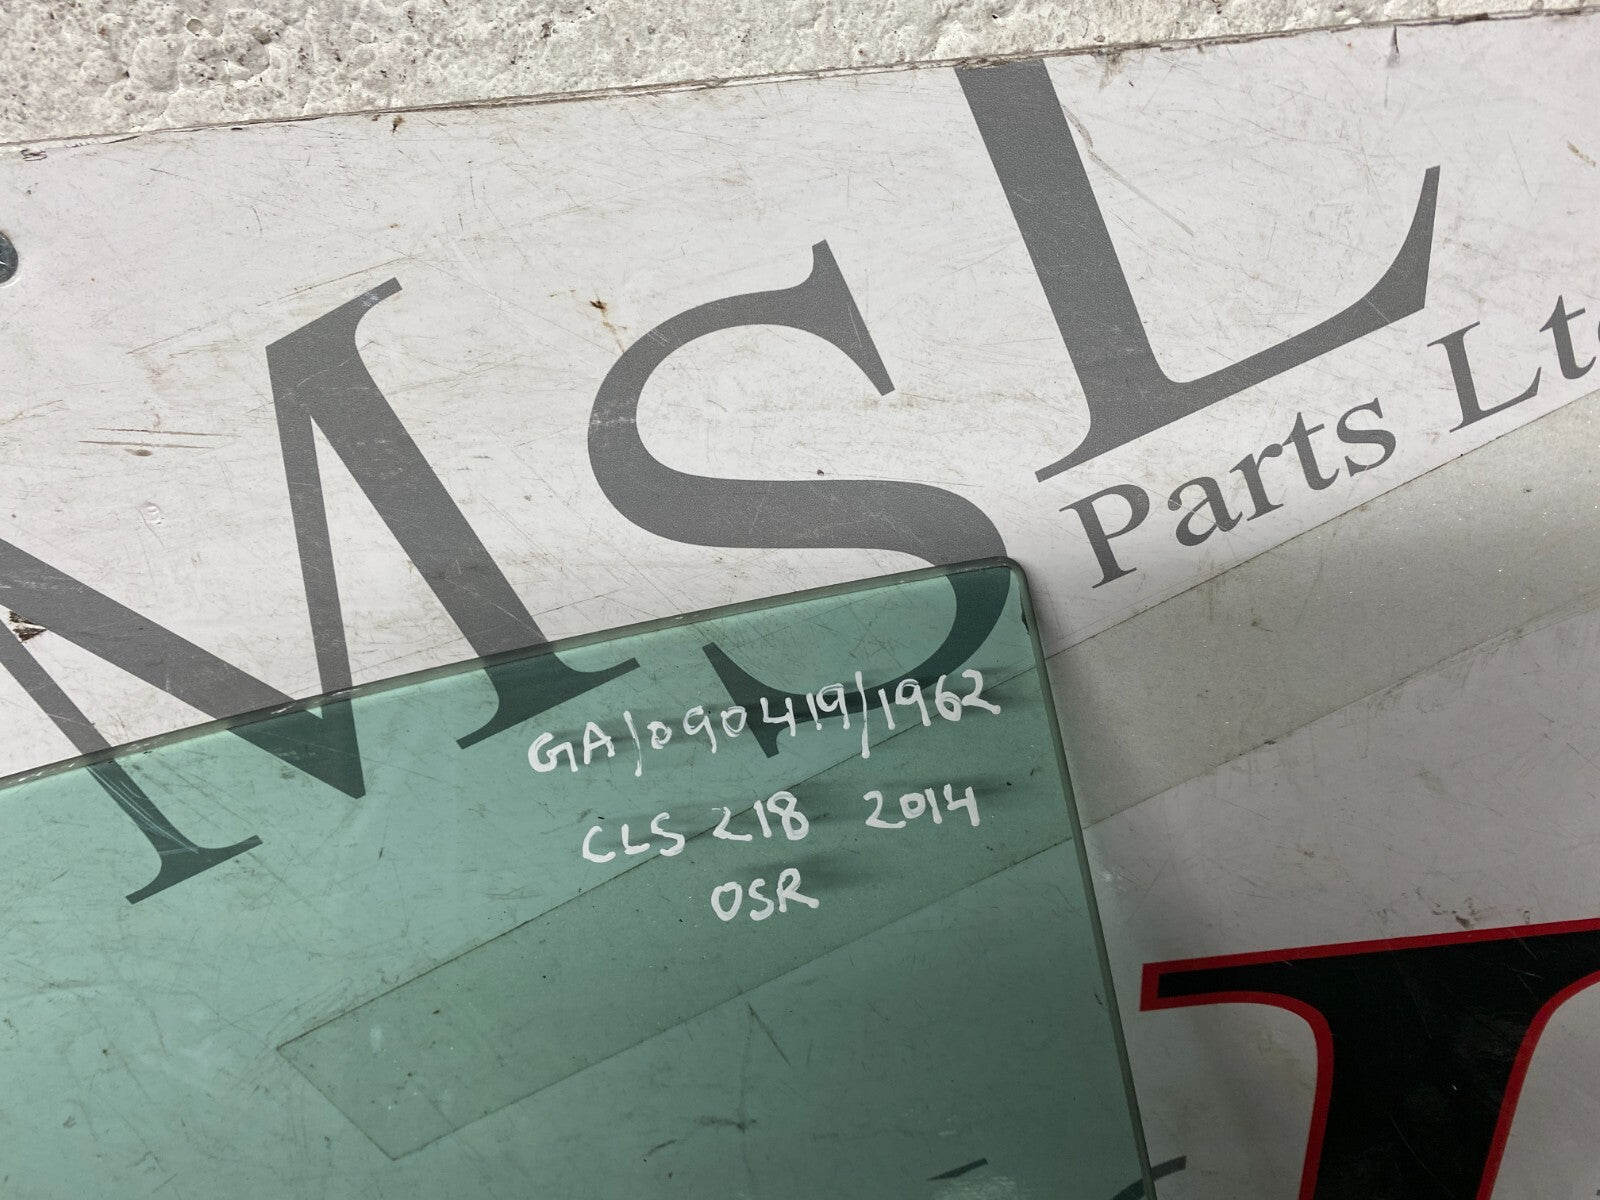 MSL
Parts Lt
GA/090419/1962
CLS 218 2014
OSR